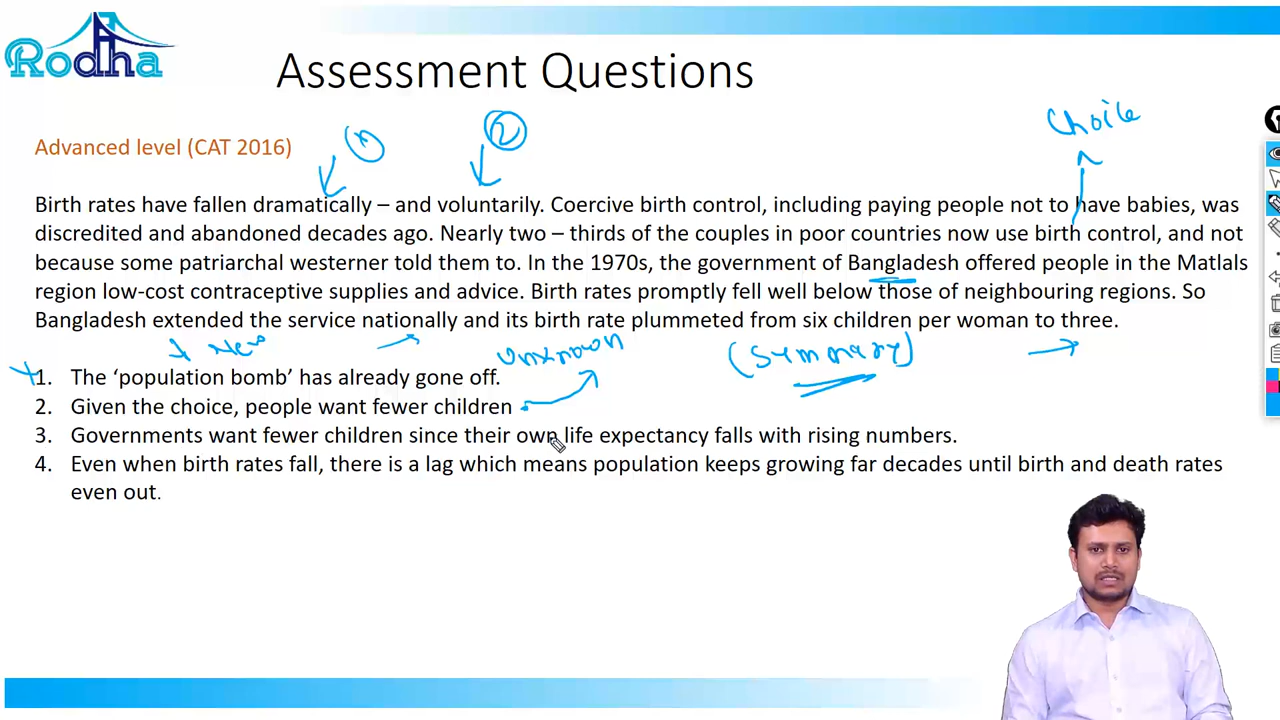 Rodha
Assessment Questions
Choice
1
2
Advanced level (CAT 2016)
Birth rates have fallen dramatically – and voluntarily. Coercive birth control, including paying people not to have babies, was
discredited and abandoned decades ago. Nearly two – thirds of the couples in poor countries now use birth control, and not
because some patriarchal westerner told them to. In the 1970s, the government of Bangladesh offered people in the Matlals
region low-cost contraceptive supplies and advice. Birth rates promptly fell well below those of neighbouring regions. So
Bangladesh extended the service nationally and its birth rate plummeted from six children per woman to three.
New
unknown
(Summary)
1. The ‘population bomb’ has already gone off.
2. Given the choice, people want fewer children
3. Governments want fewer children since their own life expectancy falls with rising numbers.
4. Even when birth rates fall, there is a lag which means population keeps growing far decades until birth and death rates
even out.